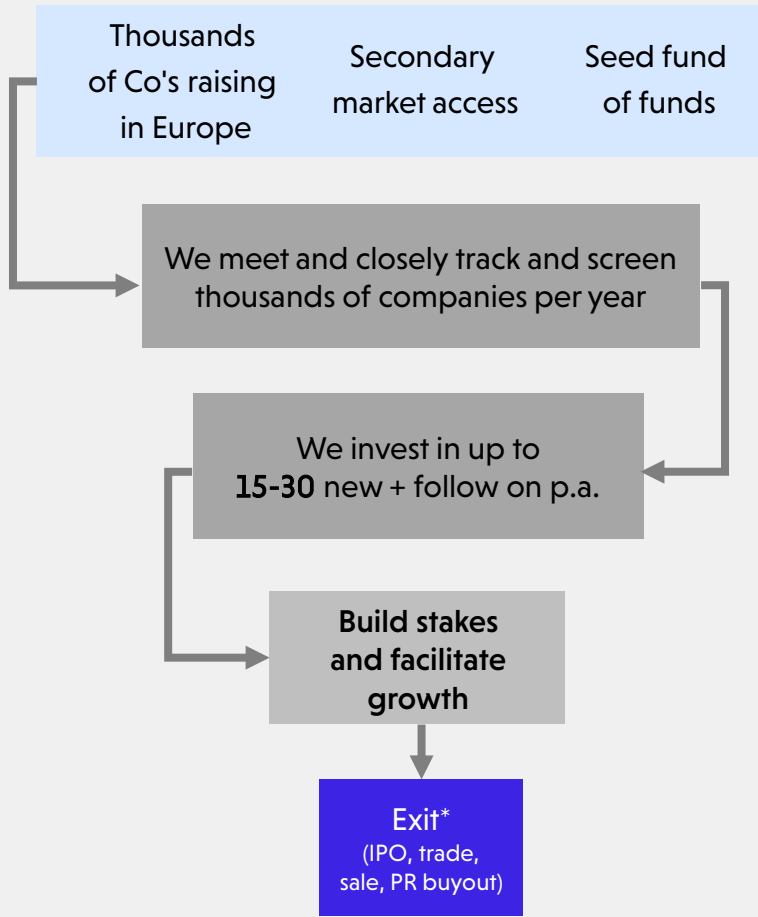 Thousands
of Co's raising
in Europe
Secondary
market access
Seed fund
of funds
We meet and closely track and screen
thousands of companies per year
We invest in up to
15-30 new + follow on p.a.
Build stakes
and facilitate
growth
Exit*
(IPO, trade,
sale, PR buyout)